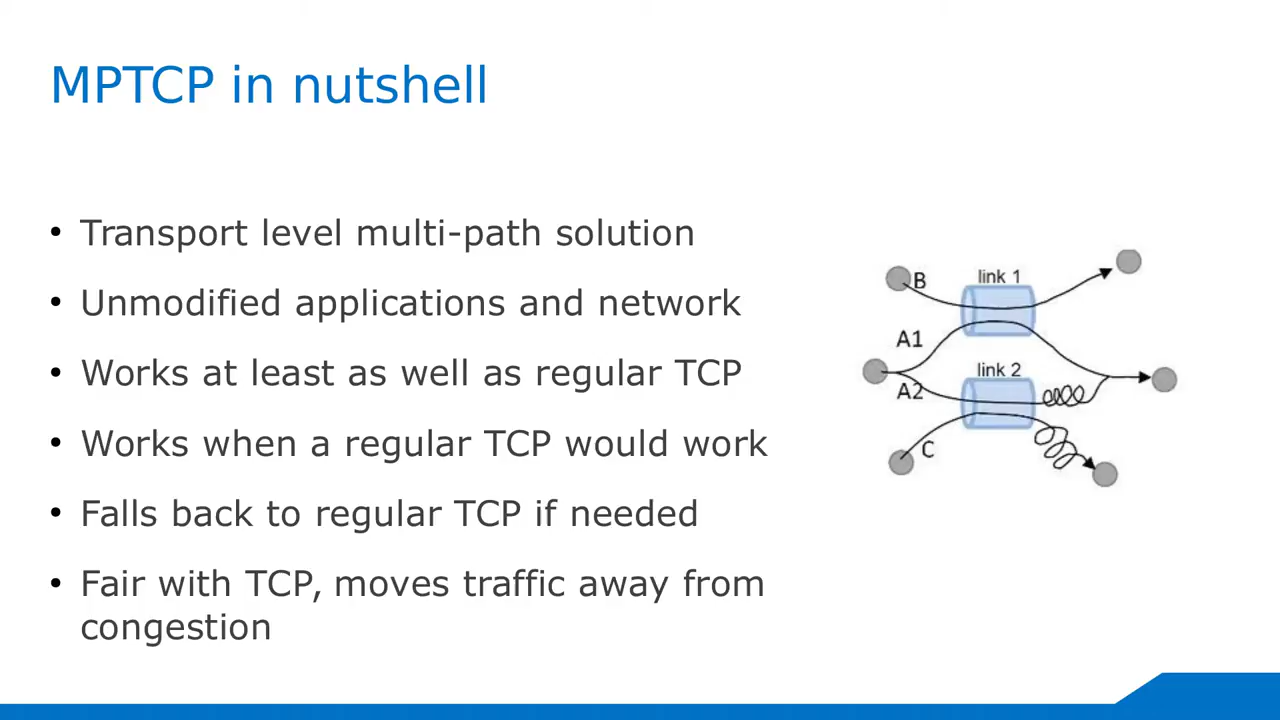 MPTCP in nutshell
• Transport level multi-path solution
• Unmodified applications and network
• Works at least as well as regular TCP
• Works when a regular TCP would work
• Falls back to regular TCP if needed
• Fair with TCP, moves traffic away from
congestion
link 1
B
A1
link 2
A2
C